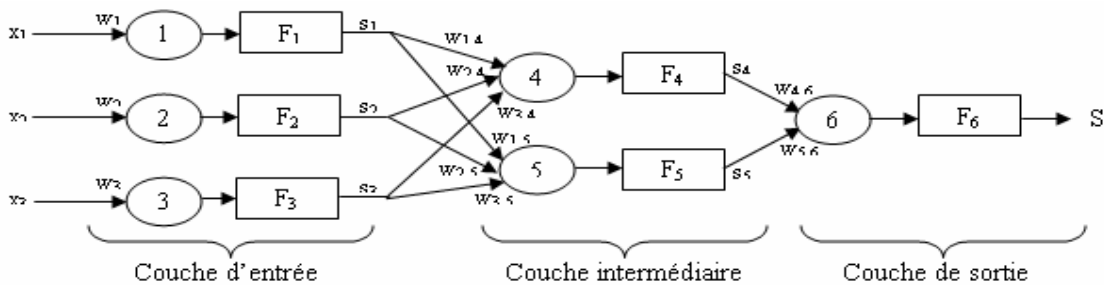 x₁ w₁ 1 F₁ s₁
w₁.₄
w₂.₄ 4 F₄ s₄
w₃.₄ w₄.₆
x₂ w₂ 2 F₂ s₂ 6 F₆ S
w₁.₅ w₅.₆
w₂.₅ 5 F₅ s₅
x₃ w₃ 3 F₃ s₃ w₃.₅
Couche d'entrée Couche intermédiaire Couche de sortie